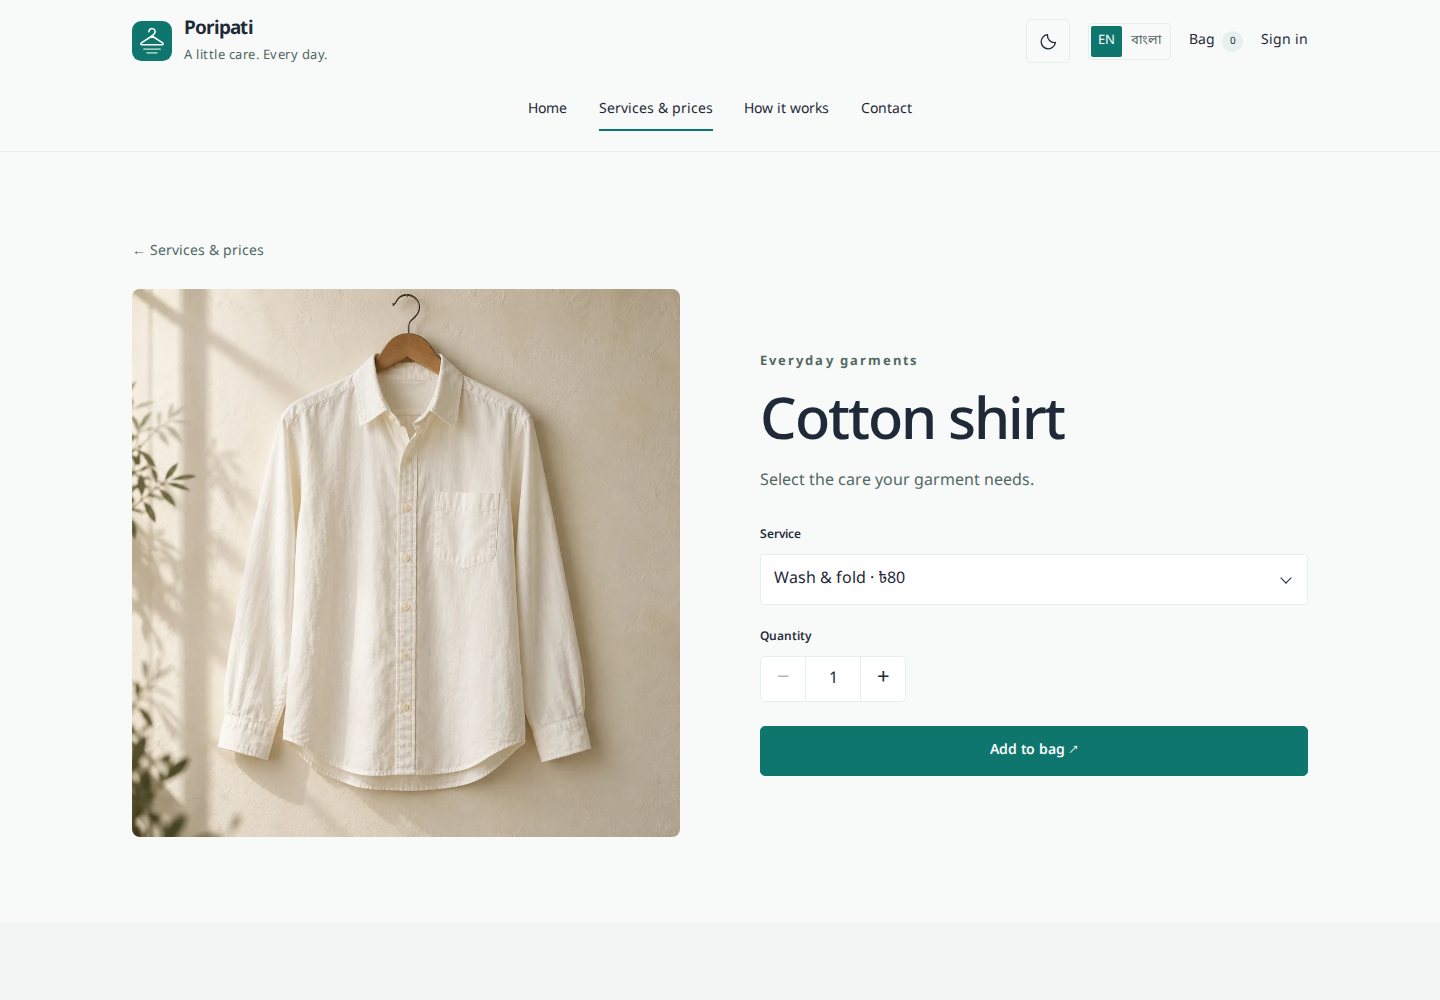 Poripati
A little care. Every day.
EN বাংলা Bag 0 Sign in
Home Services & prices How it works Contact
← Services & prices
Everyday garments
Cotton shirt
Select the care your garment needs.
Service
Wash & fold · ৳80
Quantity
− 1 +
Add to bag ↗